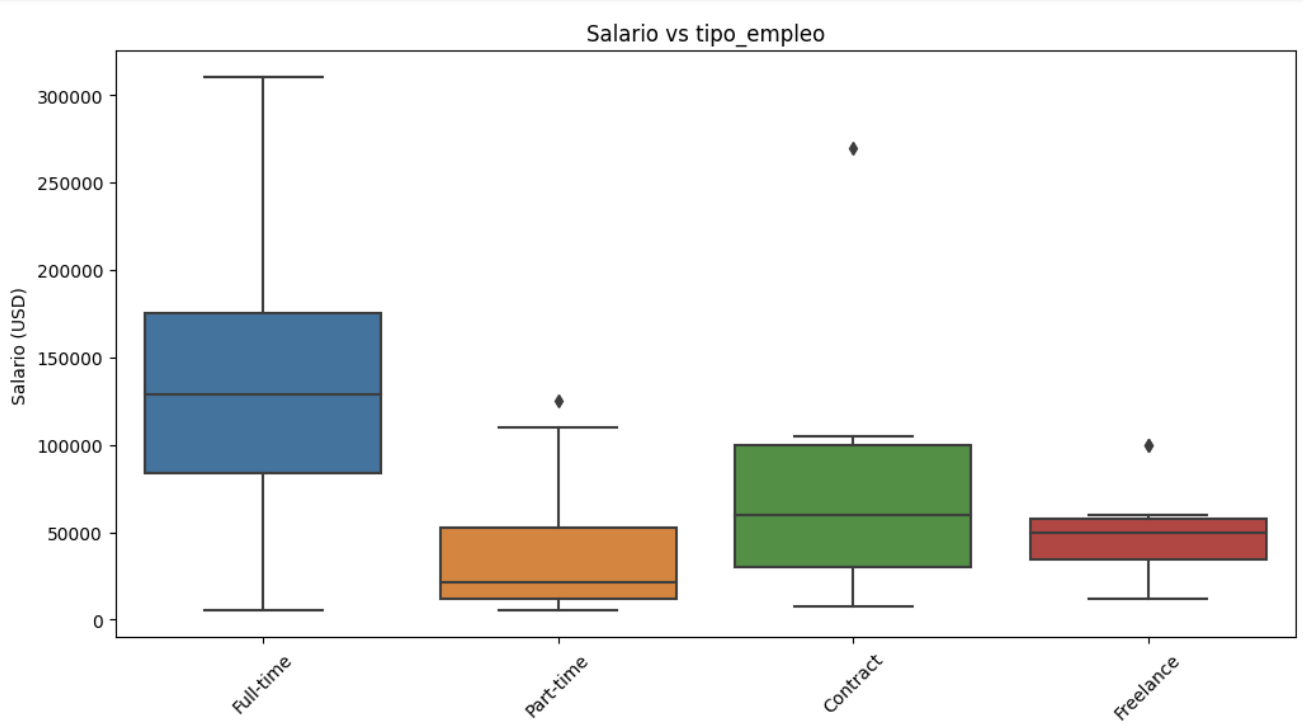 Salario vs tipo_empleo
Salario (USD)
300000
250000
200000
150000
100000
50000
0
Full-time
Part-time
Contract
Freelance